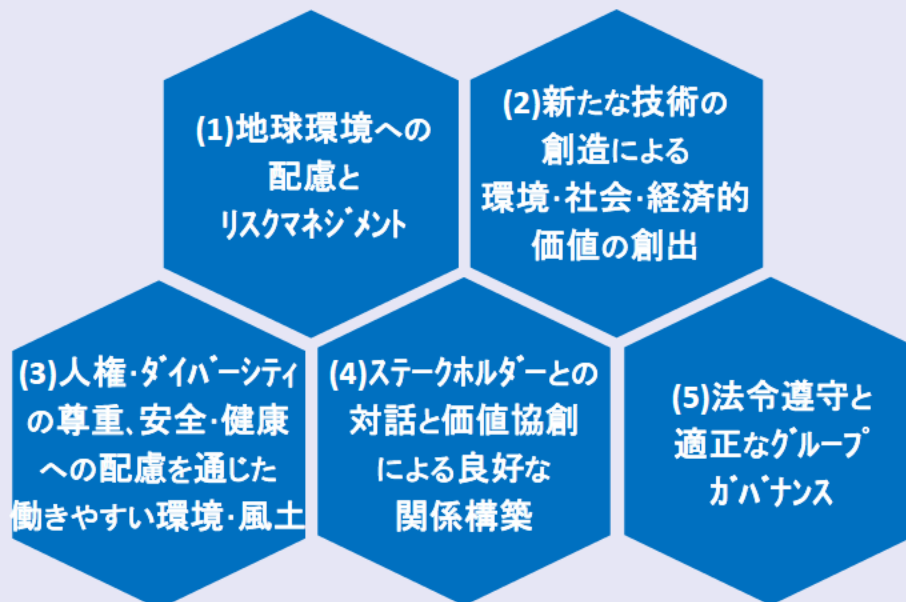 (1)地球環境への
配慮と
ﾘｽｸﾏﾈｼﾞﾒﾝﾄ
(2)新たな技術の
創造による
環境･社会･経済的
価値の創出
(3)人権･ﾀﾞｲﾊﾞｰｼﾃｨ
の尊重､安全･健康
への配慮を通じた
働きやすい環境･風土
(4)ｽﾃｰｸﾎﾙﾀﾞｰとの
対話と価値協創
による良好な
関係構築
(5)法令遵守と
適正なｸﾞﾙｰﾌﾟ
ｶﾞﾊﾞﾅﾝｽ